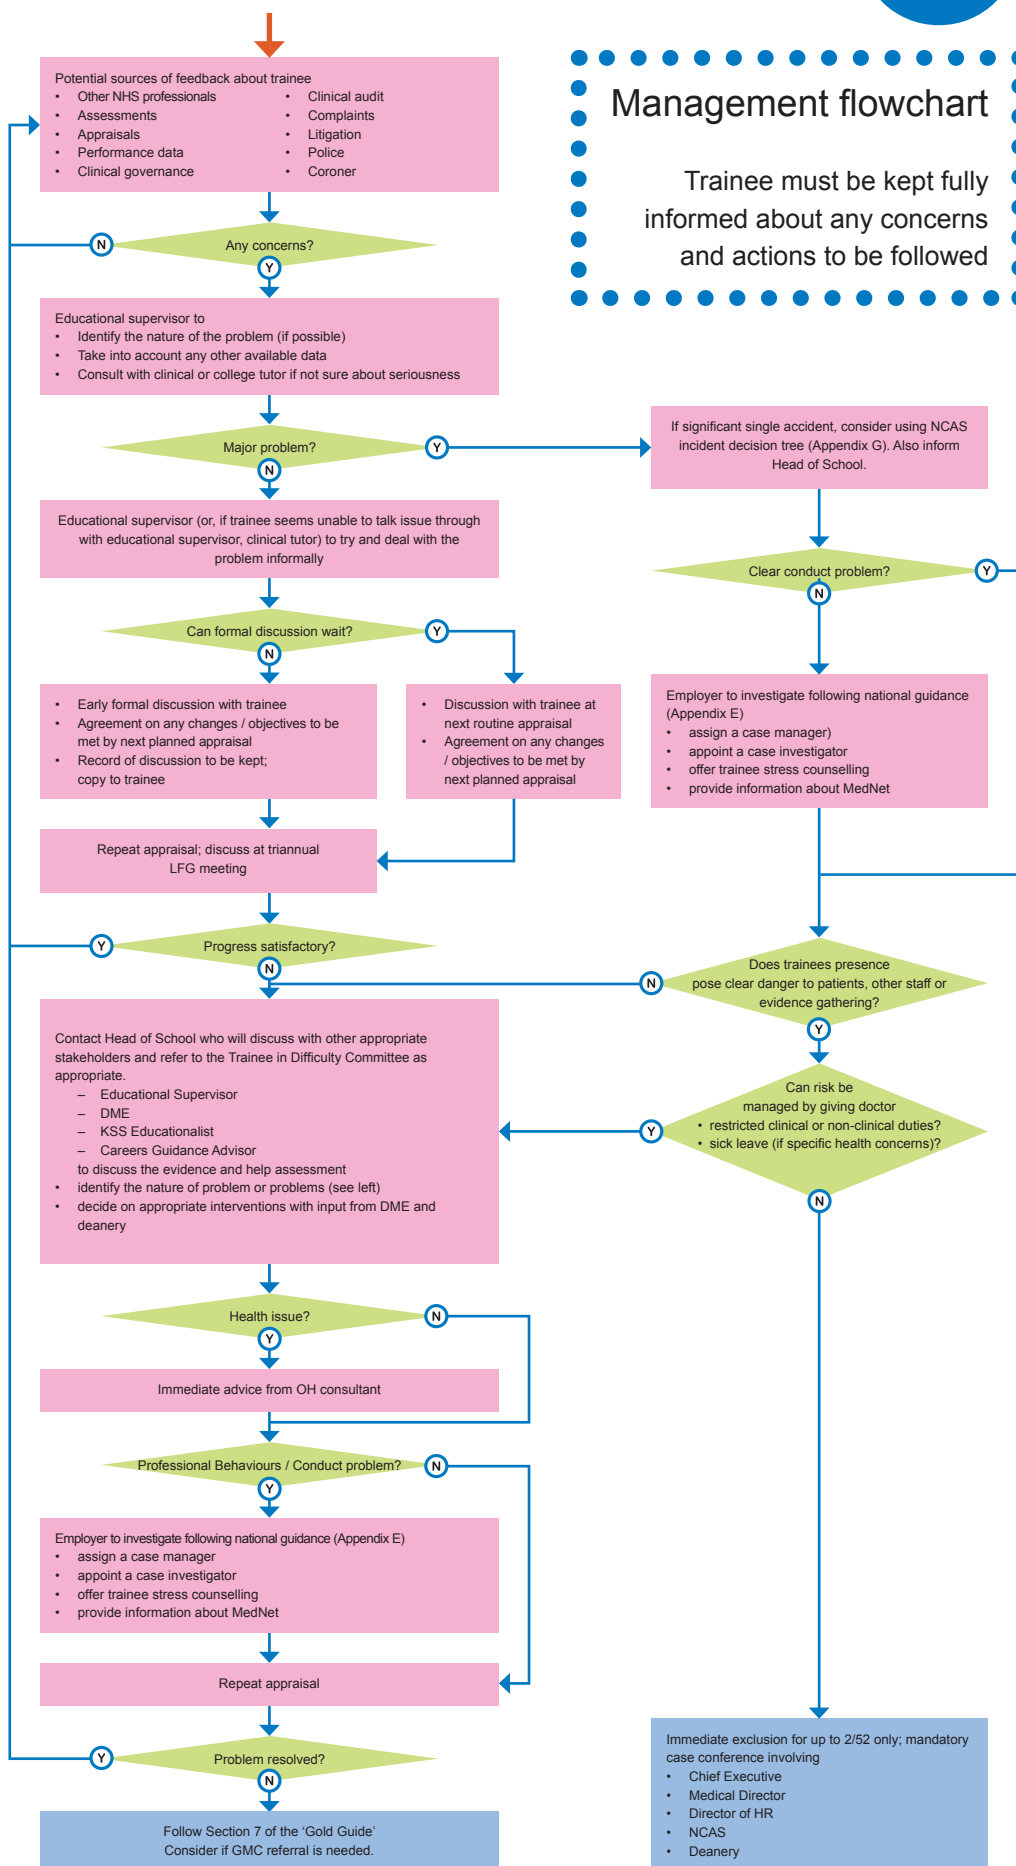 Management flowchart
Trainee must be kept fully
informed about any concerns
and actions to be followed
Potential sources of feedback about trainee
• Other NHS professionals
• Assessments
• Appraisals
• Performance data
• Clinical governance
• Clinical audit
• Complaints
• Litigation
• Police
• Coroner
N
Any concerns?
Y
Educational supervisor to
• Identify the nature of the problem (if possible)
• Take into account any other available data
• Consult with clinical or college tutor if not sure about seriousness
Major problem?
Y
N
If significant single accident, consider using NCAS
incident decision tree (Appendix G). Also inform
Head of School.
Educational supervisor (or, if trainee seems unable to talk issue through
with educational supervisor, clinical tutor) to try and deal with the
problem informally
Clear conduct problem?
Y
N
Can formal discussion wait?
Y
N
• Early formal discussion with trainee
• Agreement on any changes / objectives to be
met by next planned appraisal
• Record of discussion to be kept;
copy to trainee
• Discussion with trainee at
next routine appraisal
• Agreement on any changes
/ objectives to be met by
next planned appraisal
Employer to investigate following national guidance
(Appendix E)
• assign a case manager)
• appoint a case investigator
• offer trainee stress counselling
• provide information about MedNet
Repeat appraisal; discuss at triannual
LFG meeting
Y
Progress satisfactory?
N
N
Does trainees presence
pose clear danger to patients, other staff or
evidence gathering?
Y
Contact Head of School who will discuss with other appropriate
stakeholders and refer to the Trainee in Difficulty Committee as
appropriate.
– Educational Supervisor
– DME
– KSS Educationalist
– Careers Guidance Advisor
to discuss the evidence and help assessment
• identify the nature of problem or problems (see left)
• decide on appropriate interventions with input from DME and
deanery
Y
Can risk be
managed by giving doctor
• restricted clinical or non-clinical duties?
• sick leave (if specific health concerns)?
N
Health issue?
N
Y
Immediate advice from OH consultant
Professional Behaviours / Conduct problem?
N
Y
Employer to investigate following national guidance (Appendix E)
• assign a case manager
• appoint a case investigator
• offer trainee stress counselling
• provide information about MedNet
Repeat appraisal
Y
Problem resolved?
N
Follow Section 7 of the ‘Gold Guide’
Consider if GMC referral is needed.
Immediate exclusion for up to 2/52 only; mandatory
case conference involving
• Chief Executive
• Medical Director
• Director of HR
• NCAS
• Deanery